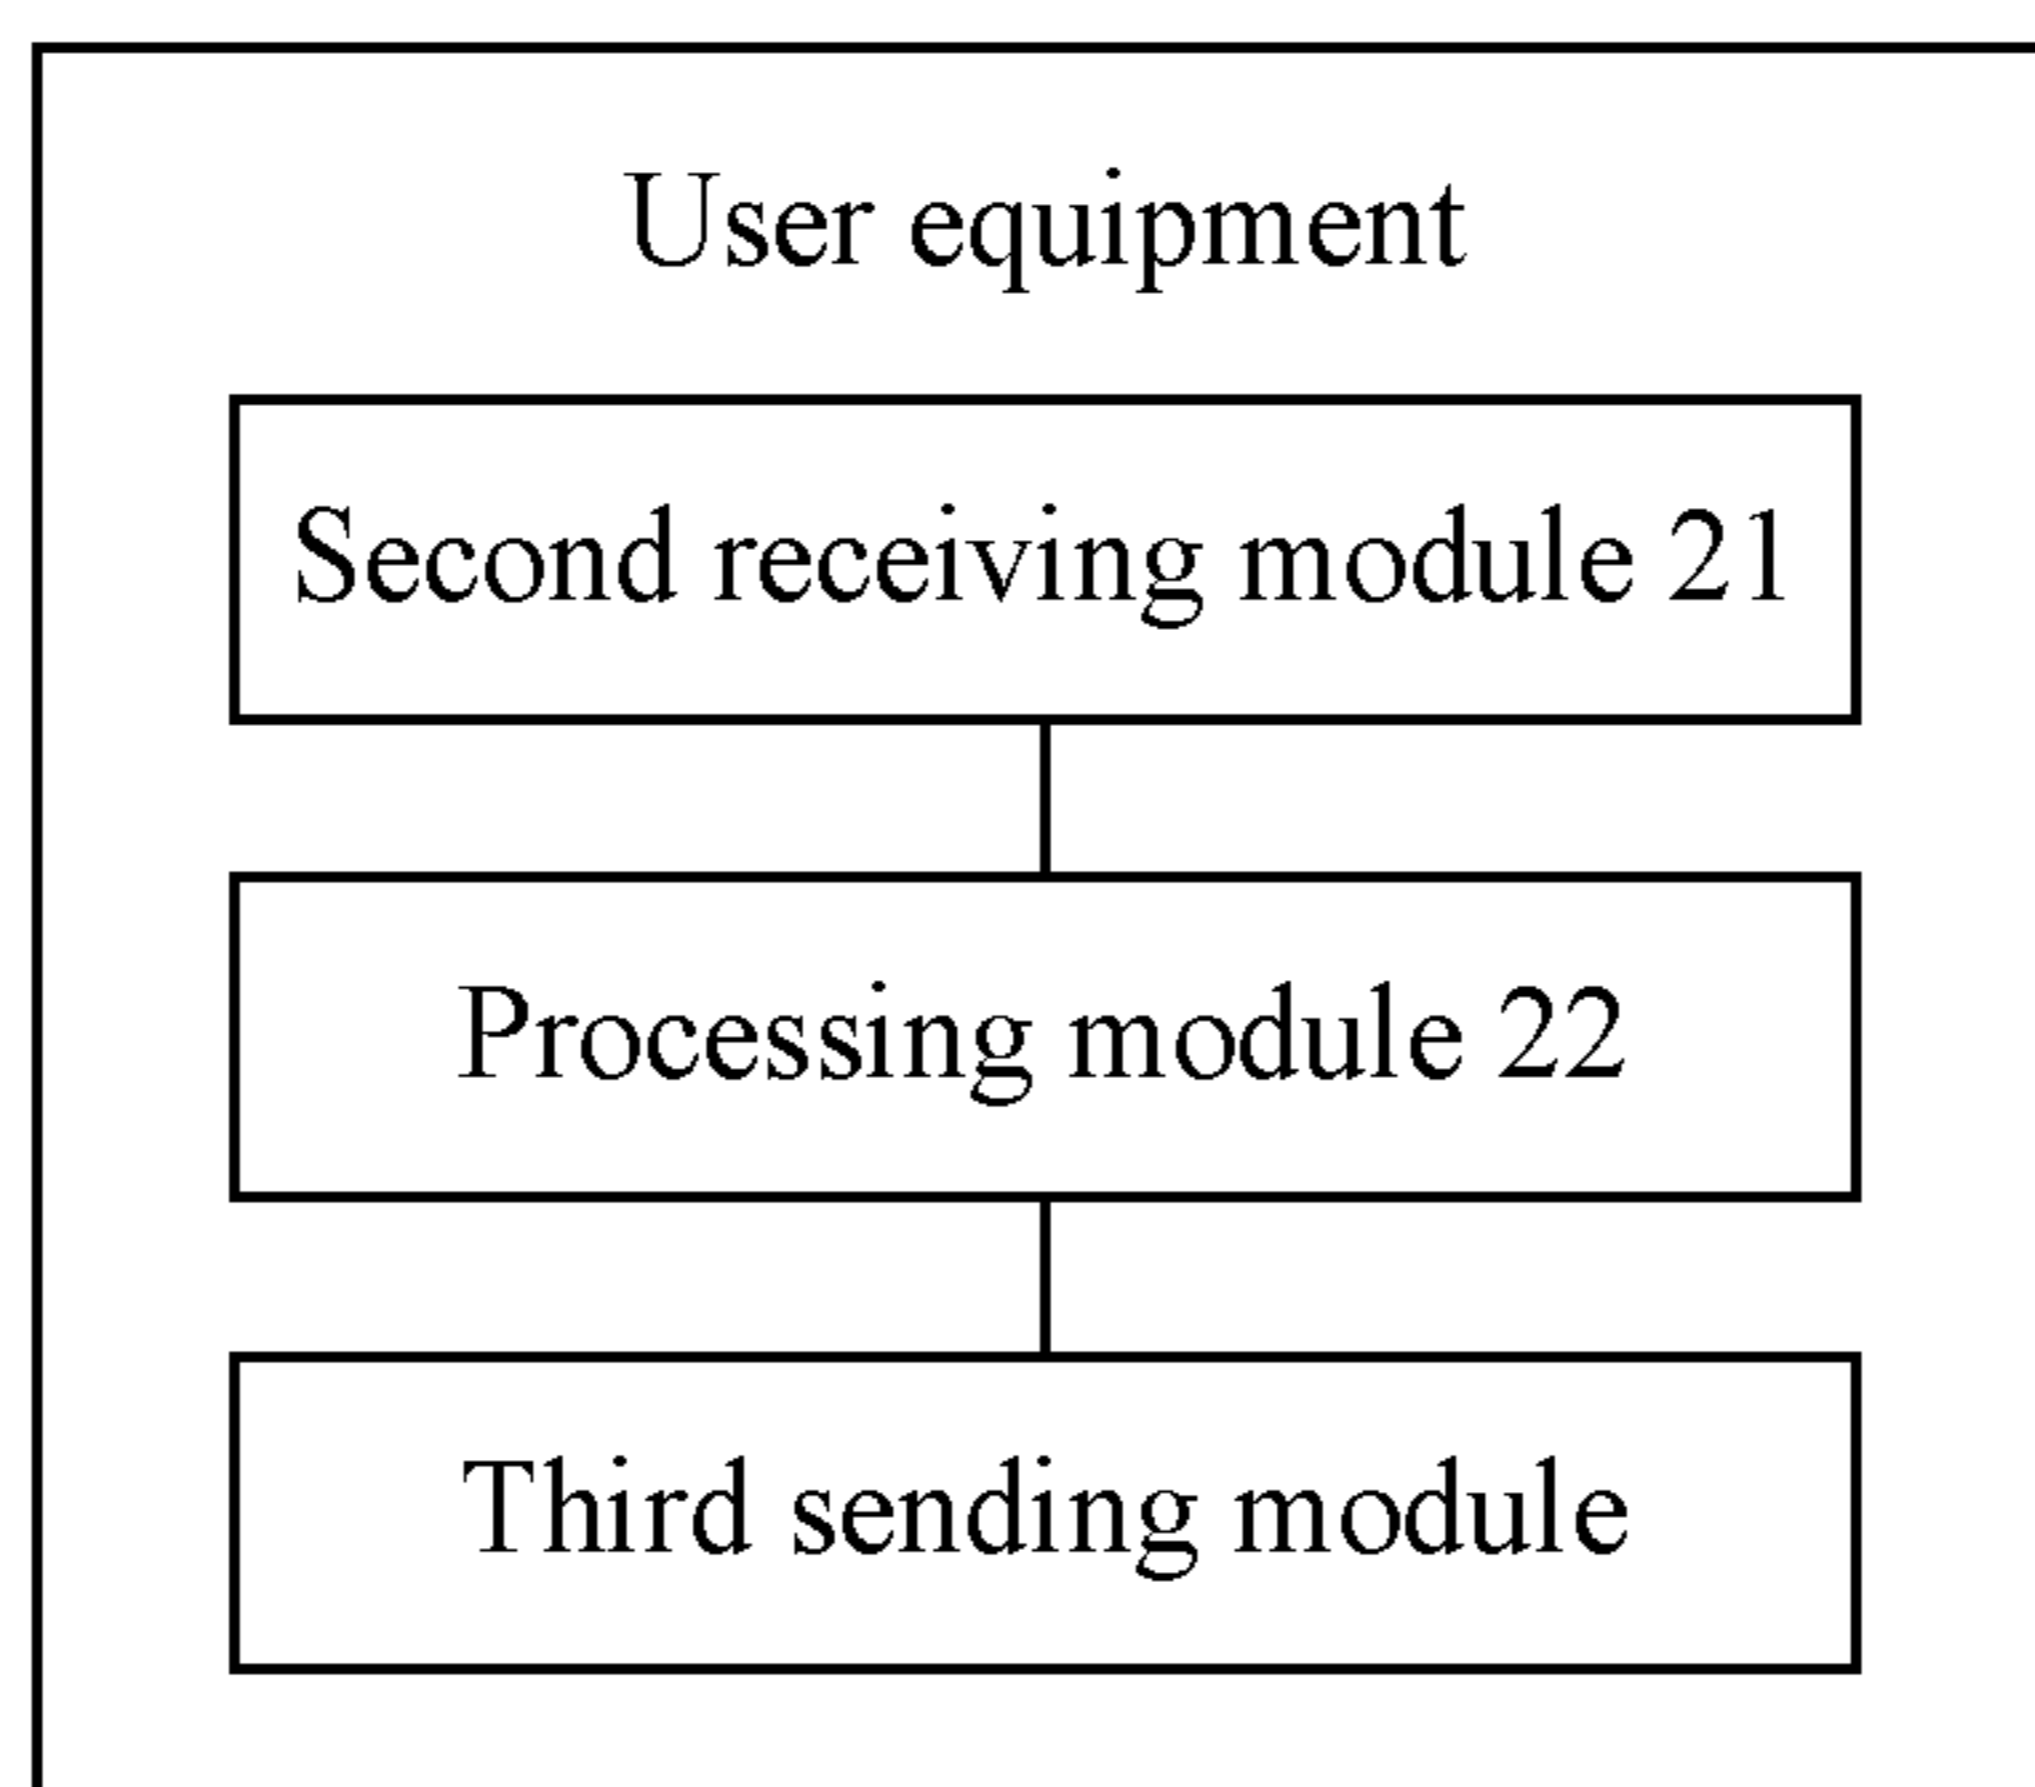 User equipment
Second receiving module 21
Processing module 22
Third sending module